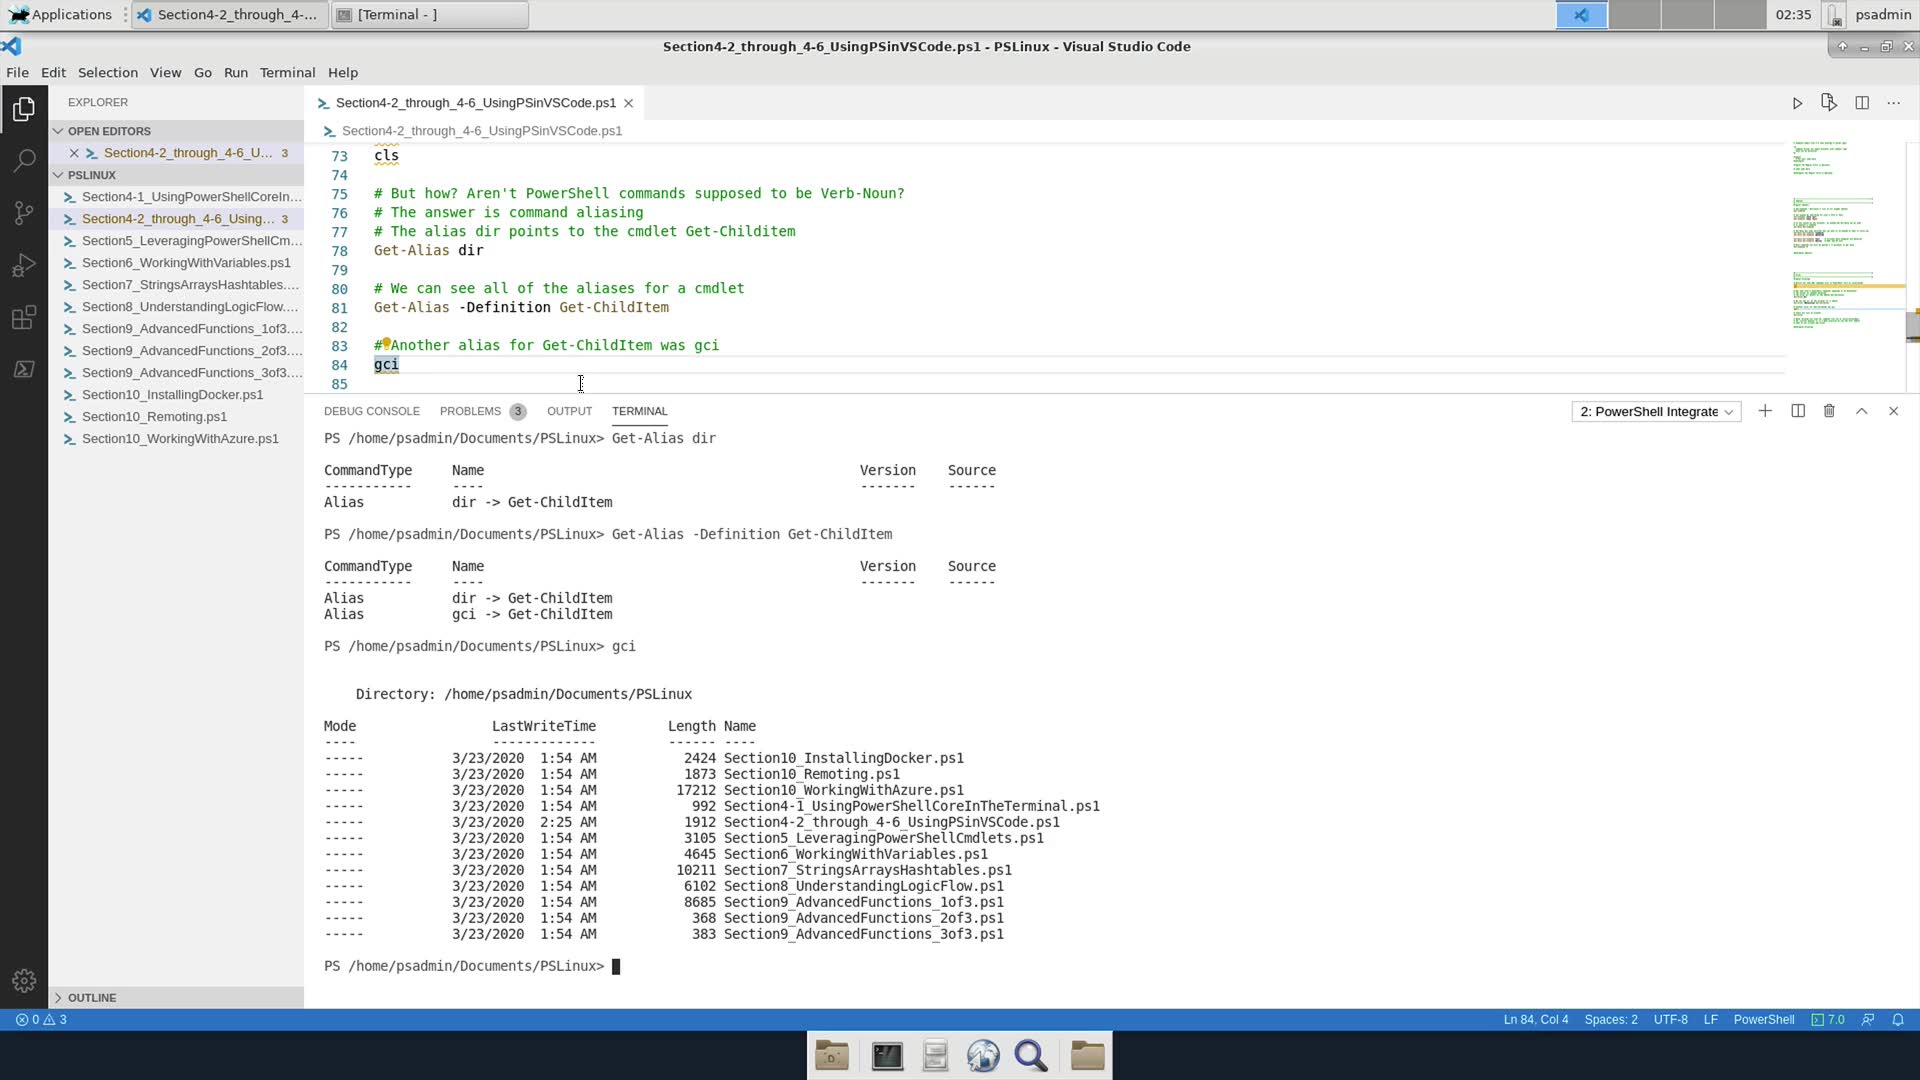 Applications
Section4-2_through_4-...
[Terminal - ]
02:35
psadmin
Section4-2_through_4-6_UsingPSinVSCode.ps1 - PSLinux - Visual Studio Code
File Edit Selection View Go Run Terminal Help
EXPLORER
OPEN EDITORS
Section4-2_through_4-6_U... 3
PSLINUX
Section4-1_UsingPowerShellCoreIn...
Section4-2_through_4-6_Using... 3
Section5_LeveragingPowerShellCm...
Section6_WorkingWithVariables.ps1
Section7_StringsArraysHashtables....
Section8_UnderstandingLogicFlow....
Section9_AdvancedFunctions_1of3....
Section9_AdvancedFunctions_2of3....
Section9_AdvancedFunctions_3of3....
Section10_InstallingDocker.ps1
Section10_Remoting.ps1
Section10_WorkingWithAzure.ps1
OUTLINE
Section4-2_through_4-6_UsingPSinVSCode.ps1
Section4-2_through_4-6_UsingPSinVSCode.ps1
73 cls
74
75 # But how? Aren't PowerShell commands supposed to be Verb-Noun?
76 # The answer is command aliasing
77 # The alias dir points to the cmdlet Get-Childitem
78 Get-Alias dir
79
80 # We can see all of the aliases for a cmdlet
81 Get-Alias -Definition Get-ChildItem
82
83 # Another alias for Get-ChildItem was gci
84 gci
85
DEBUG CONSOLE PROBLEMS 3 OUTPUT TERMINAL 2: PowerShell Integrate
PS /home/psadmin/Documents/PSLinux> Get-Alias dir
CommandType Name Version Source
----------- ---- ------- ------
Alias dir -> Get-ChildItem
PS /home/psadmin/Documents/PSLinux> Get-Alias -Definition Get-ChildItem
CommandType Name Version Source
----------- ---- ------- ------
Alias dir -> Get-ChildItem
Alias gci -> Get-ChildItem
PS /home/psadmin/Documents/PSLinux> gci
Directory: /home/psadmin/Documents/PSLinux
Mode LastWriteTime Length Name
---- ------------- ------ ----
----- 3/23/2020 1:54 AM 2424 Section10_InstallingDocker.ps1
----- 3/23/2020 1:54 AM 1873 Section10_Remoting.ps1
----- 3/23/2020 1:54 AM 17212 Section10_WorkingWithAzure.ps1
----- 3/23/2020 1:54 AM 992 Section4-1_UsingPowerShellCoreInTheTerminal.ps1
----- 3/23/2020 2:25 AM 1912 Section4-2_through_4-6_UsingPSinVSCode.ps1
----- 3/23/2020 1:54 AM 3105 Section5_LeveragingPowerShellCmdlets.ps1
----- 3/23/2020 1:54 AM 4645 Section6_WorkingWithVariables.ps1
----- 3/23/2020 1:54 AM 10211 Section7_StringsArraysHashtables.ps1
----- 3/23/2020 1:54 AM 6102 Section8_UnderstandingLogicFlow.ps1
----- 3/23/2020 1:54 AM 8685 Section9_AdvancedFunctions_1of3.ps1
----- 3/23/2020 1:54 AM 368 Section9_AdvancedFunctions_2of3.ps1
----- 3/23/2020 1:54 AM 383 Section9_AdvancedFunctions_3of3.ps1
PS /home/psadmin/Documents/PSLinux>
0 3 Ln 84, Col 4 Spaces: 2 UTF-8 LF PowerShell 7.0